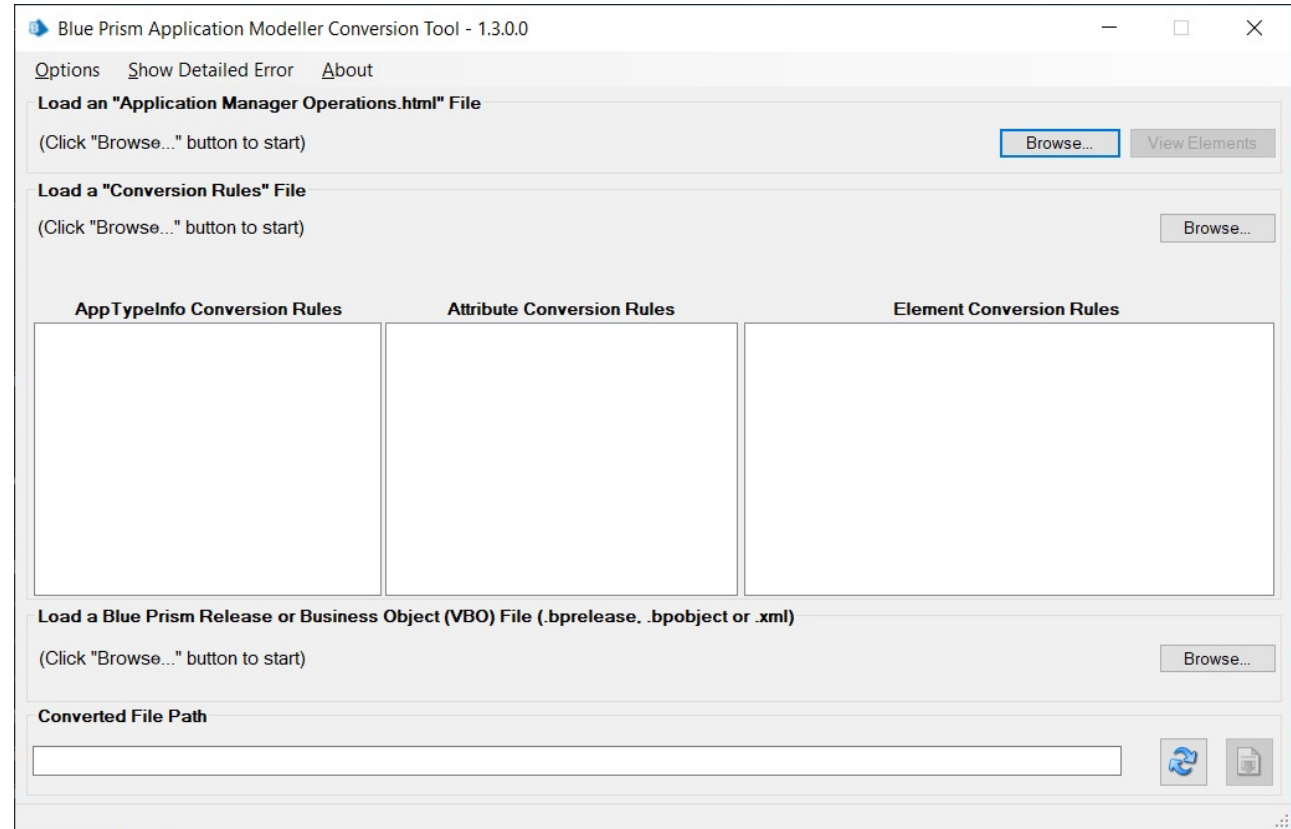 Blue Prism Application Modeller Conversion Tool - 1.3.0.0
Options Show Detailed Error About
Load an "Application Manager Operations.html" File
(Click "Browse..." button to start) Browse... View Elements
Load a "Conversion Rules" File
(Click "Browse..." button to start) Browse...
AppTypeInfo Conversion Rules Attribute Conversion Rules Element Conversion Rules
Load a Blue Prism Release or Business Object (VBO) File (.bprelease, .bpobject or .xml)
(Click "Browse..." button to start) Browse...
Converted File Path